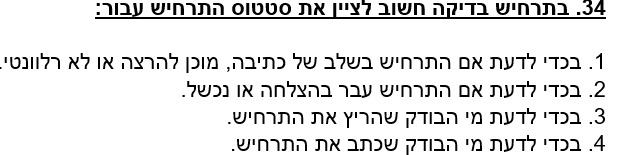 34. בתרחיש בדיקה חשוב לציין את סטטוס התרחיש עבור:
1. בכדי לדעת אם התרחיש בשלב של כתיבה, מוכן להרצה או לא רלוונטי.
2. בכדי לדעת אם התרחיש עבר בהצלחה או נכשל.
3. בכדי לדעת מי הבודק שהריץ את התרחיש.
4. בכדי לדעת מי הבודק שכתב את התרחיש.